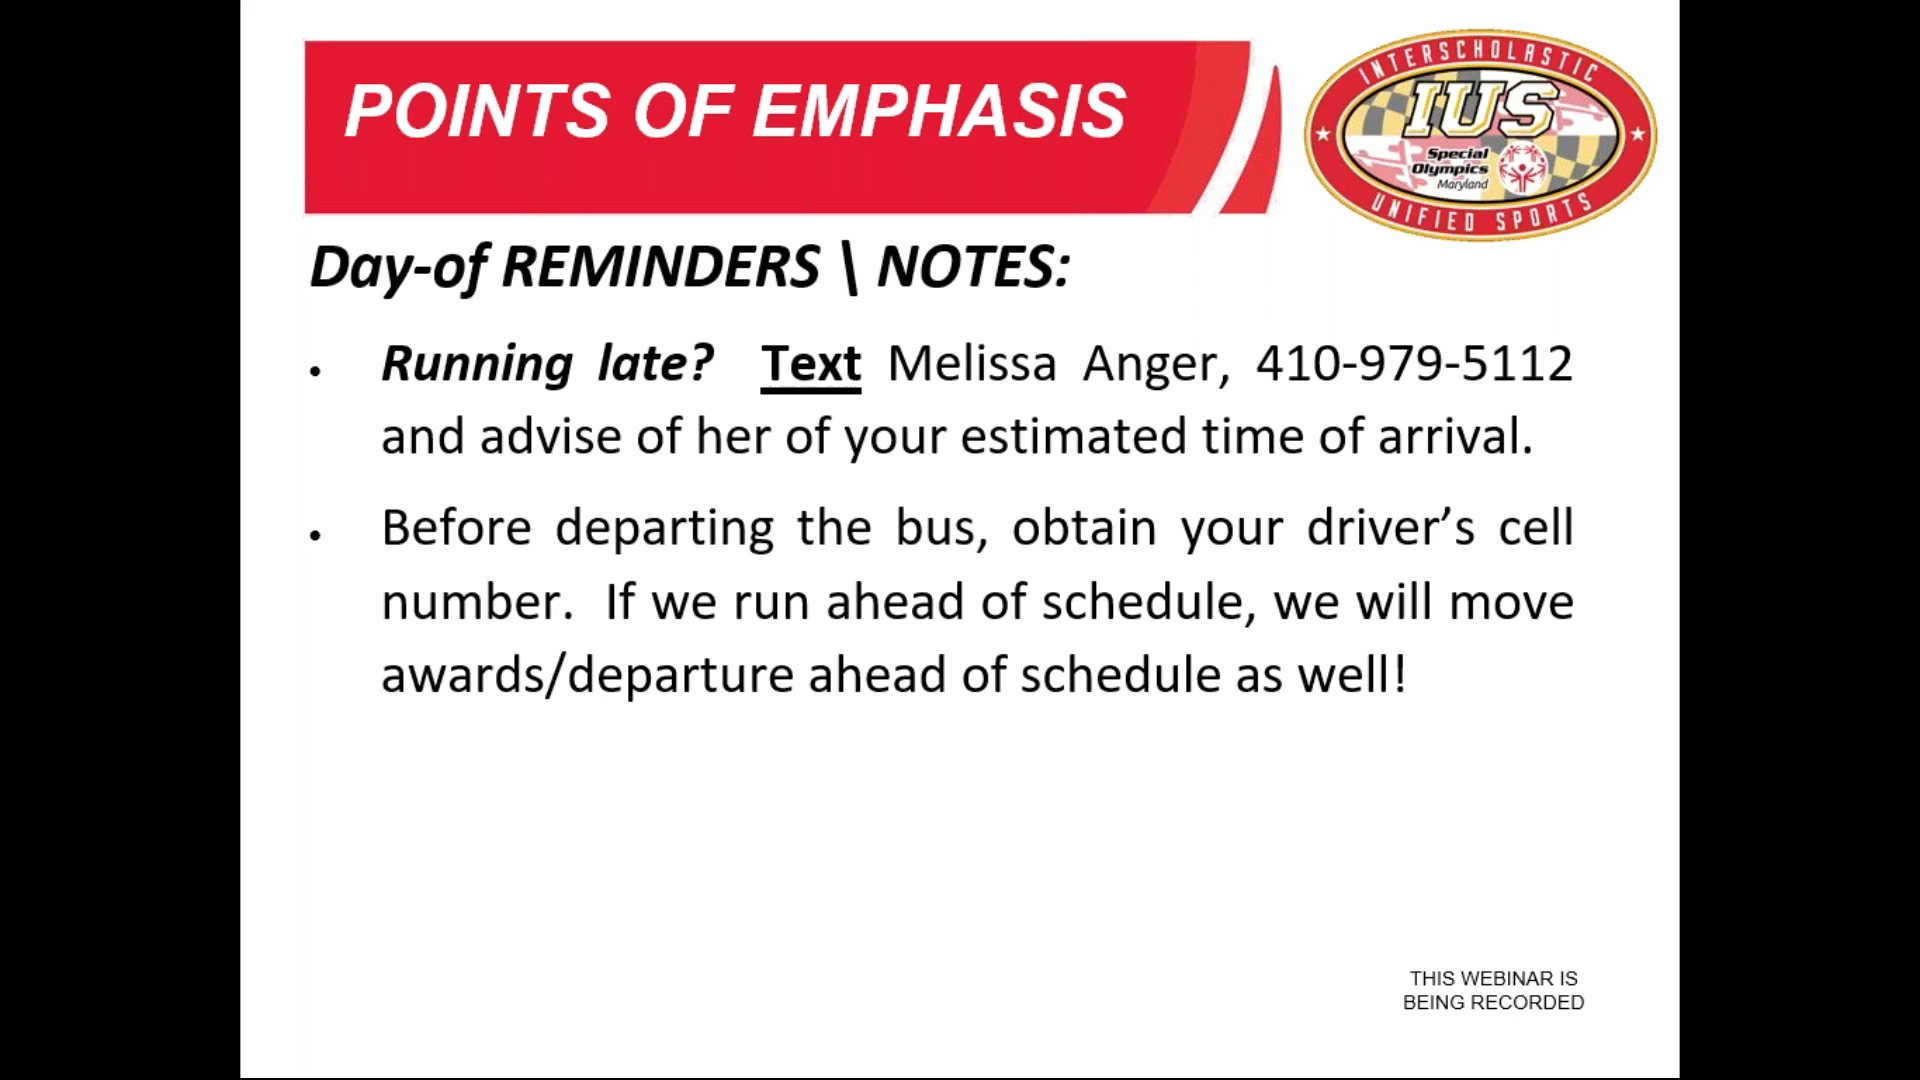 POINTS OF EMPHASIS
INTERSCHOLASTIC
IUS
Special
Olympics
Maryland
UNIFIED SPORTS
Day-of REMINDERS \ NOTES:
• Running late? Text Melissa Anger, 410-979-5112
and advise of her of your estimated time of arrival.
• Before departing the bus, obtain your driver’s cell
number. If we run ahead of schedule, we will move
awards/departure ahead of schedule as well!
THIS WEBINAR IS
BEING RECORDED